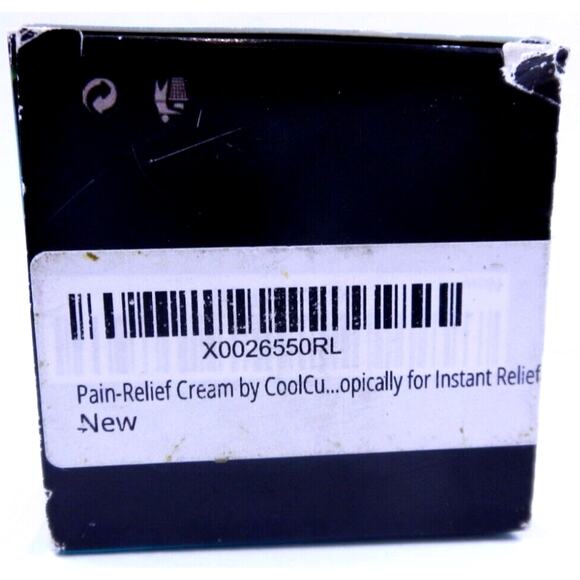 X0026550RL
Pain-Relief Cream by CoolCu...opically for Instant Relief
New